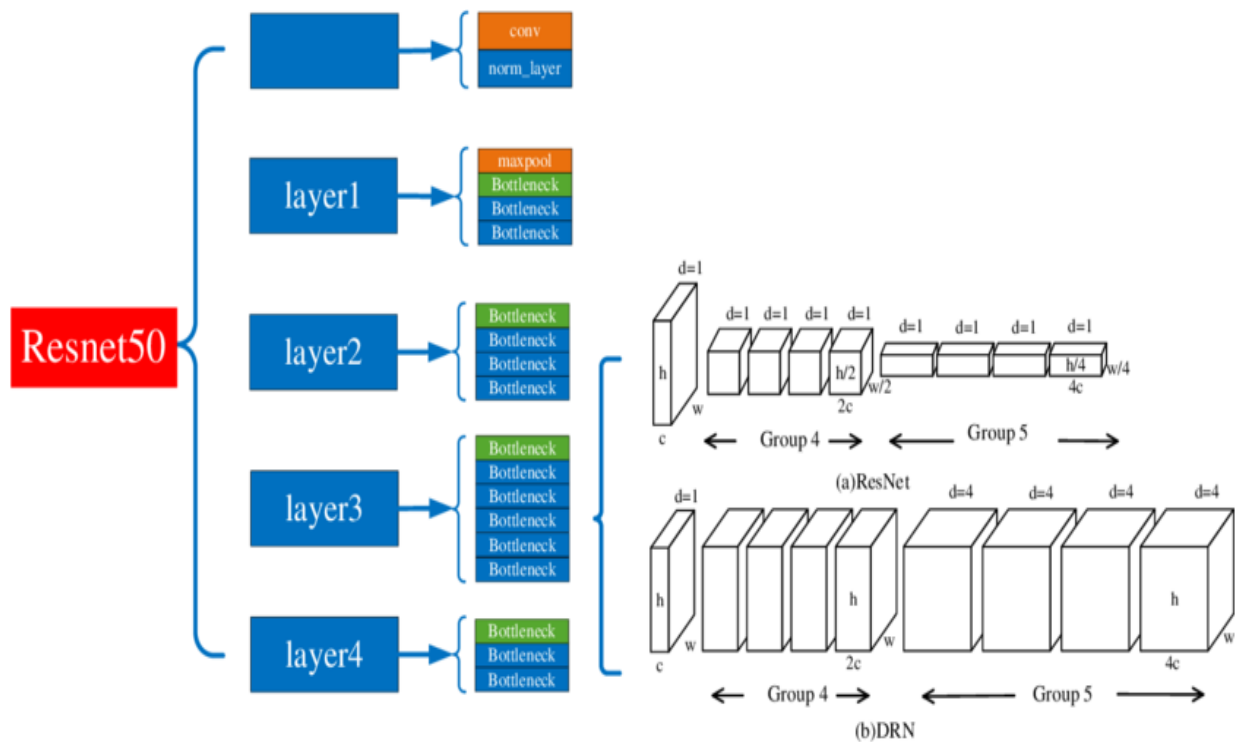 Resnet50
conv
norm_layer
layer1
maxpool
Bottleneck
Bottleneck
Bottleneck
layer2
Bottleneck
Bottleneck
Bottleneck
Bottleneck
layer3
Bottleneck
Bottleneck
Bottleneck
Bottleneck
Bottleneck
Bottleneck
layer4
Bottleneck
Bottleneck
Bottleneck
d=1
d=1 d=1 d=1 d=1
d=1 d=1 d=1 d=1
h
w
c
h/2
w/2
2c
h/4
w/4
4c
Group 4
Group 5
(a)ResNet
d=1
d=4 d=4 d=4 d=4
h
w
c
h
w
2c
h
w
4c
Group 4
Group 5
(b)DRN